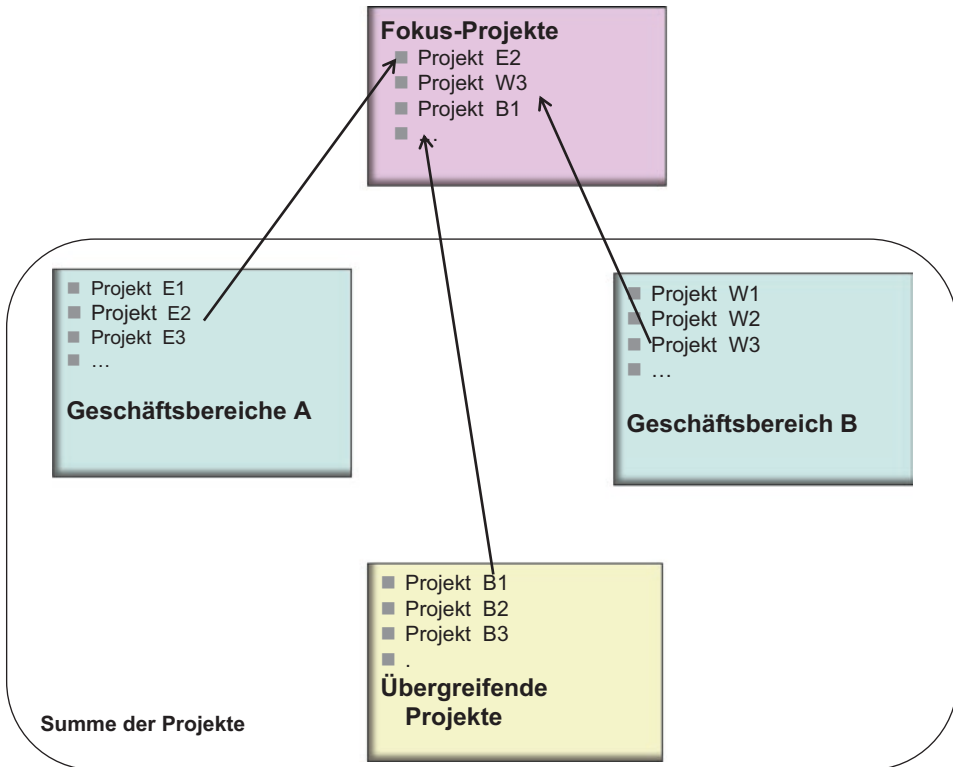 Fokus-Projekte
Projekt E2
Projekt W3
Projekt B1
...
Projekt E1
Projekt E2
Projekt E3
…
Geschäftsbereiche A
Projekt W1
Projekt W2
Projekt W3
…
Geschäftsbereich B
Projekt B1
Projekt B2
Projekt B3
.
Übergreifende
Projekte
Summe der Projekte